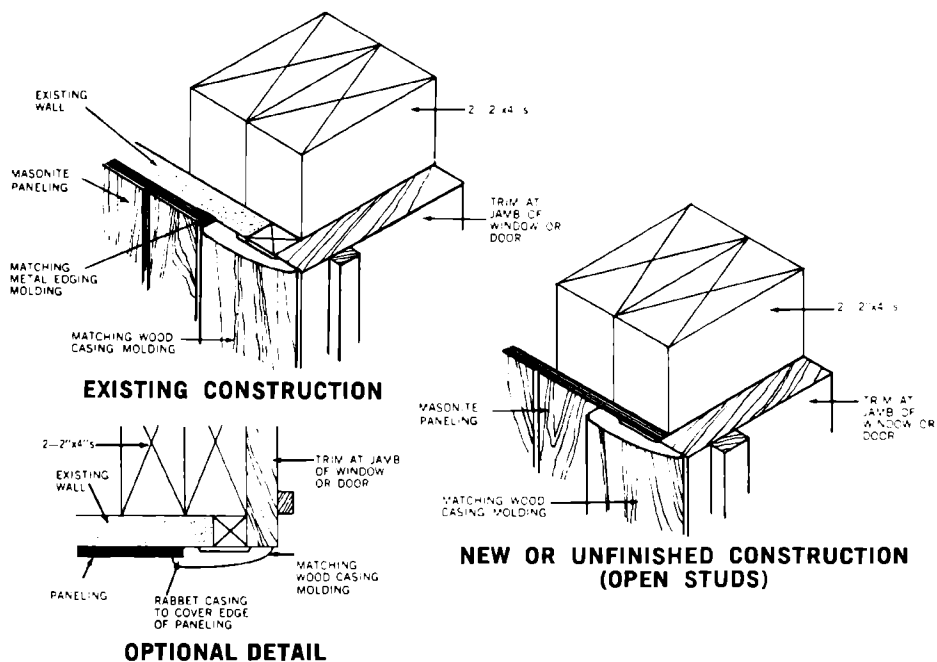 EXISTING
WALL
2 - 2"x4"s
MASONITE
PANELING
TRIM AT
JAMB OF
WINDOW OR
DOOR
MATCHING
METAL EDGING
MOLDING
MATCHING WOOD
CASING MOLDING
EXISTING CONSTRUCTION
2 - 2"x4"s
MASONITE
PANELING
TRIM AT
JAMB OF
WINDOW OR
DOOR
MATCHING WOOD
CASING MOLDING
NEW OR UNFINISHED CONSTRUCTION
(OPEN STUDS)
2—2"x4"s
EXISTING
WALL
TRIM AT JAMB
OF WINDOW
OR DOOR
PANELING
RABBET CASING
TO COVER EDGE
OF PANELING
MATCHING
WOOD CASING
MOLDING
OPTIONAL DETAIL